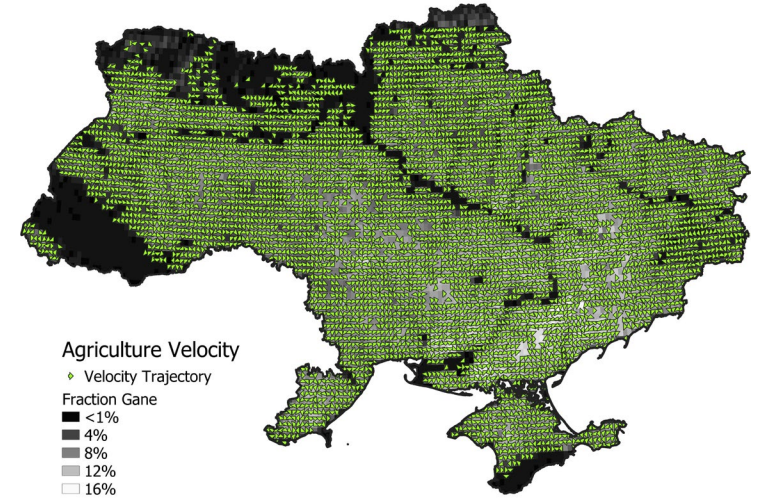 Agriculture Velocity
Velocity Trajectory
Fraction Gane
<1%
4%
8%
12%
16%